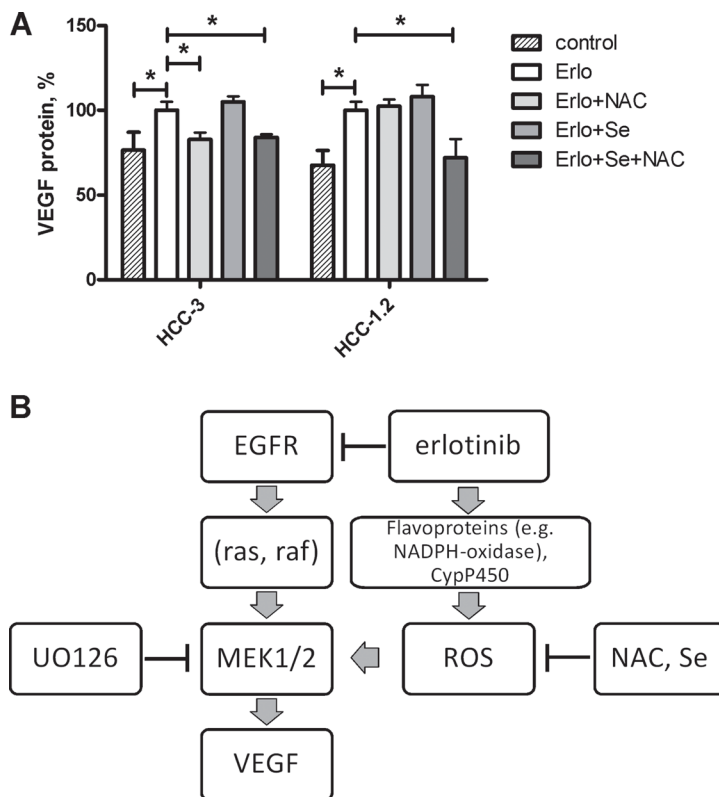 A
VEGF protein, %
150
100
50
0
*
*
*
*
*
HCC-3
HCC-1.2
control
Erlo
Erlo+NAC
Erlo+Se
Erlo+Se+NAC
B
EGFR
erlotinib
(ras, raf)
Flavoproteins (e.g.
NADPH-oxidase),
CypP450
UO126
MEK1/2
ROS
NAC, Se
VEGF